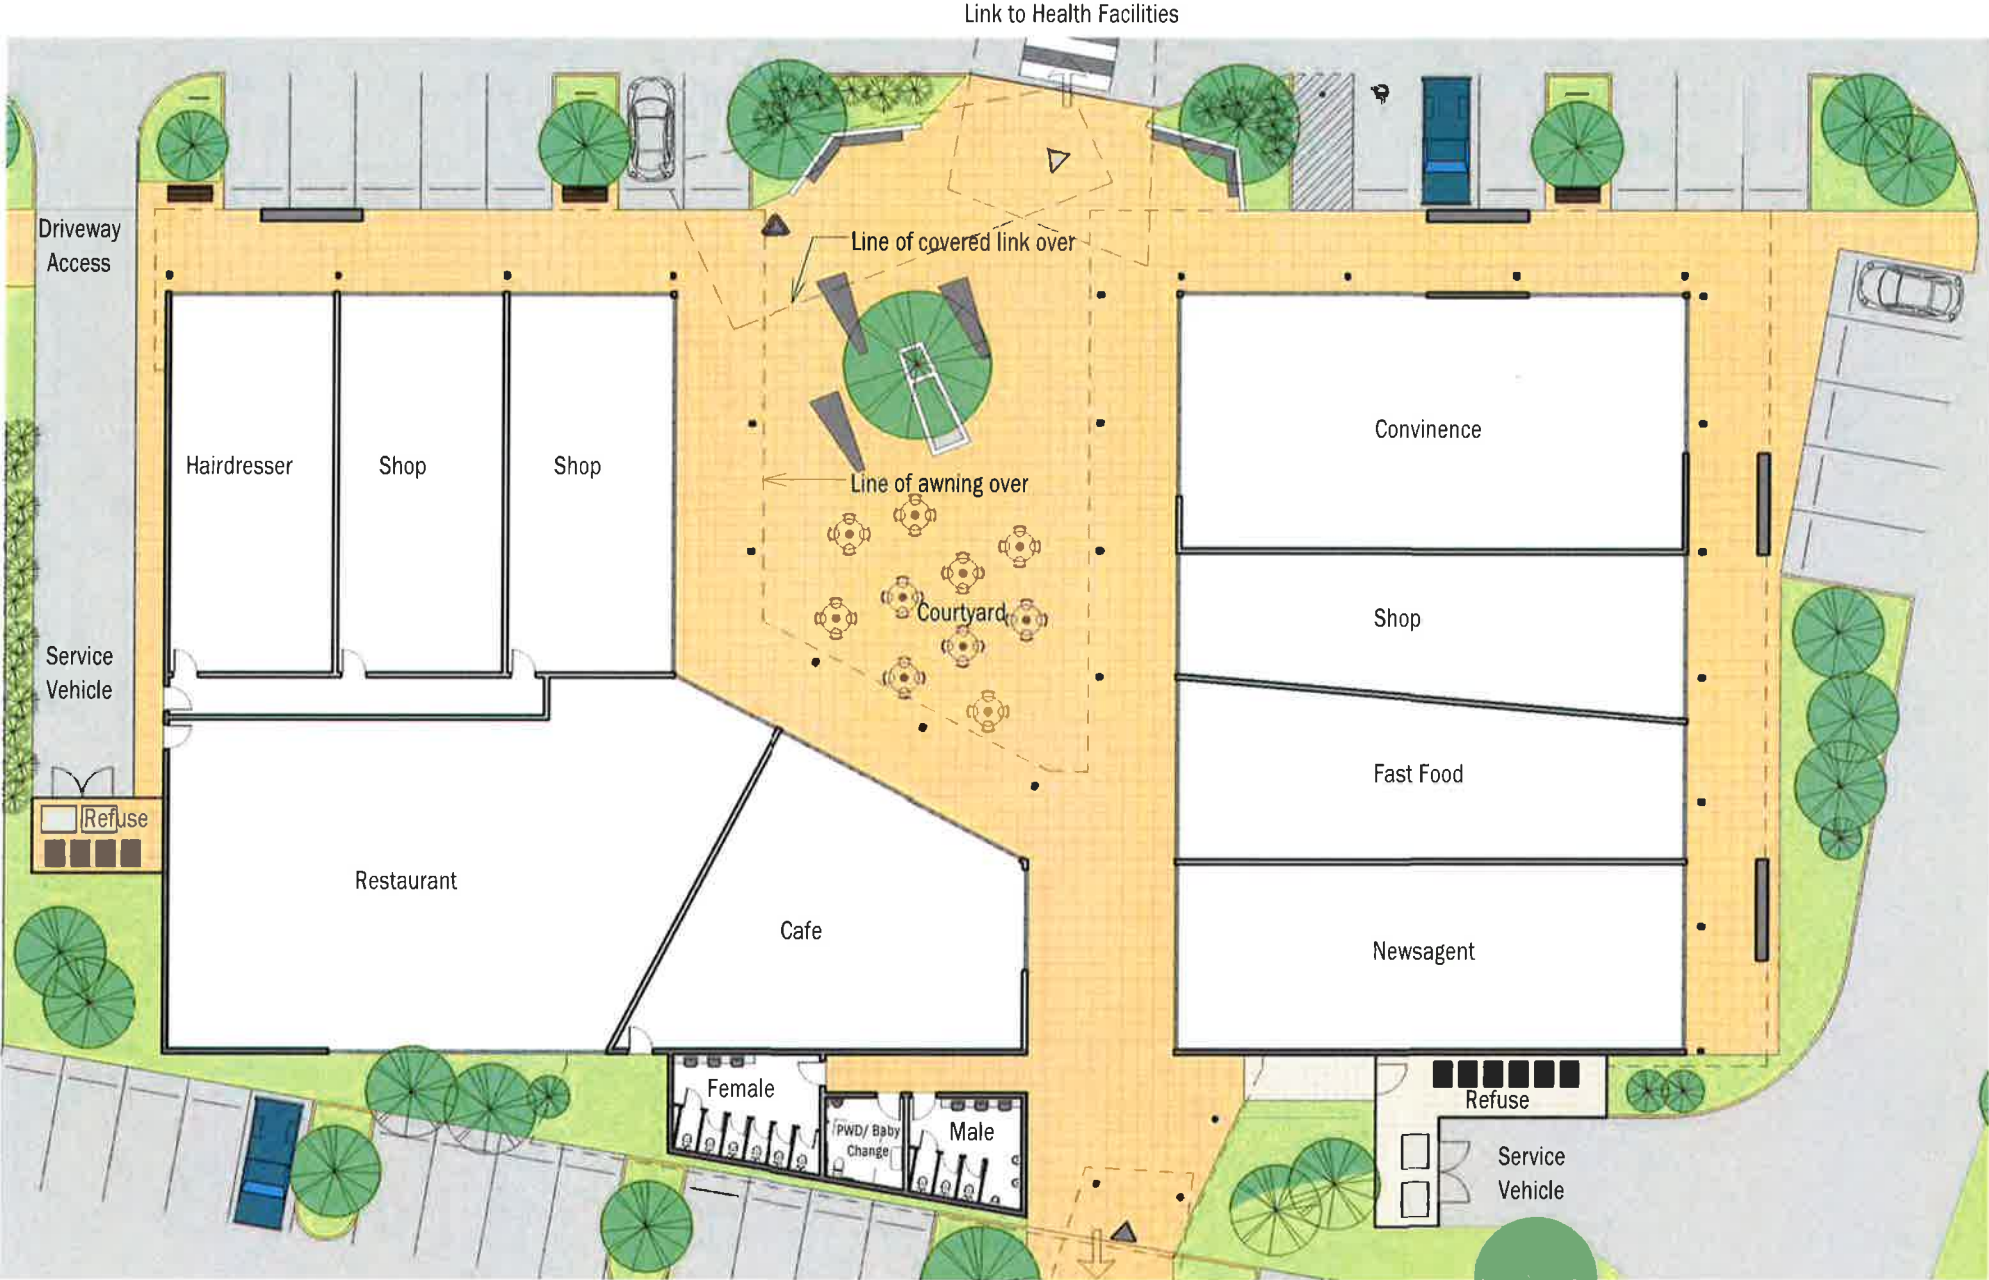 Link to Health Facilities
Driveway
Access
Line of covered link over
Convinence
Hairdresser
Shop
Shop
Line of awning over
Courtyard
Shop
Service
Vehicle
Fast Food
Refuse
Restaurant
Cafe
Newsagent
Female
PWD/ Baby
Change
Male
Refuse
Service
Vehicle